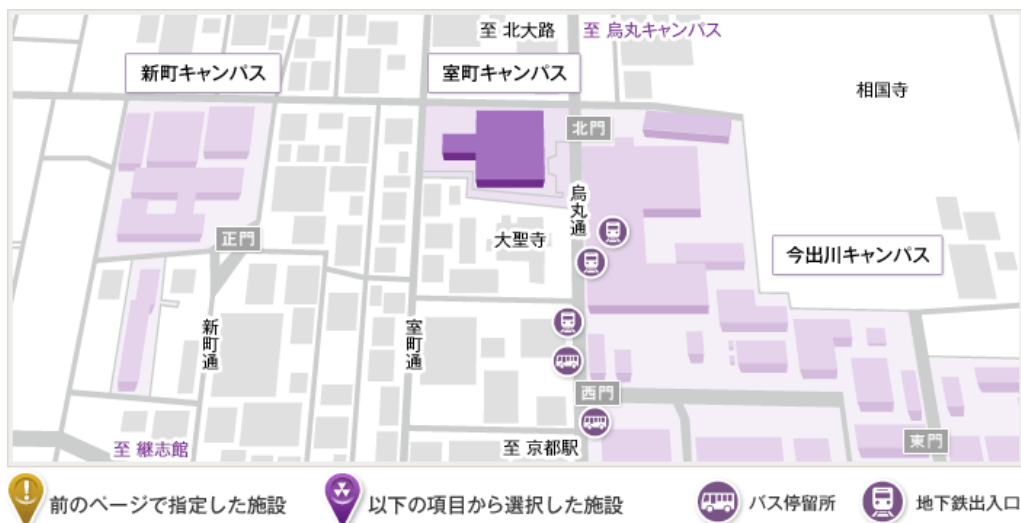 至 北大路
至 烏丸キャンパス
新町キャンパス
室町キャンパス
相国寺
北門
烏丸通
正門
大聖寺
今出川キャンパス
新町通
室町通
西門
至 継志館
至 京都駅
東門
前のページで指定した施設
以下の項目から選択した施設
バス停留所
地下鉄出入口